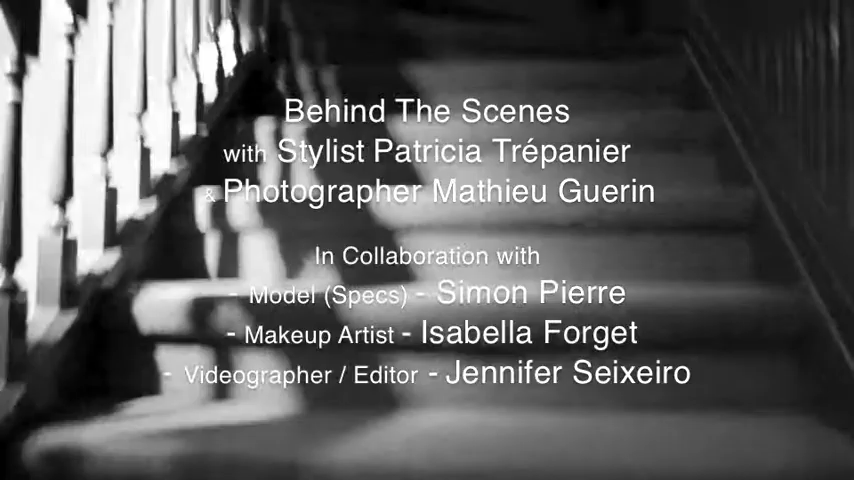 Behind The Scenes
with Stylist Patricia Trépanier
& Photographer Mathieu Guerin
In Collaboration with
- Model (Specs) - Simon Pierre
- Makeup Artist - Isabella Forget
- Videographer / Editor - Jennifer Seixeiro